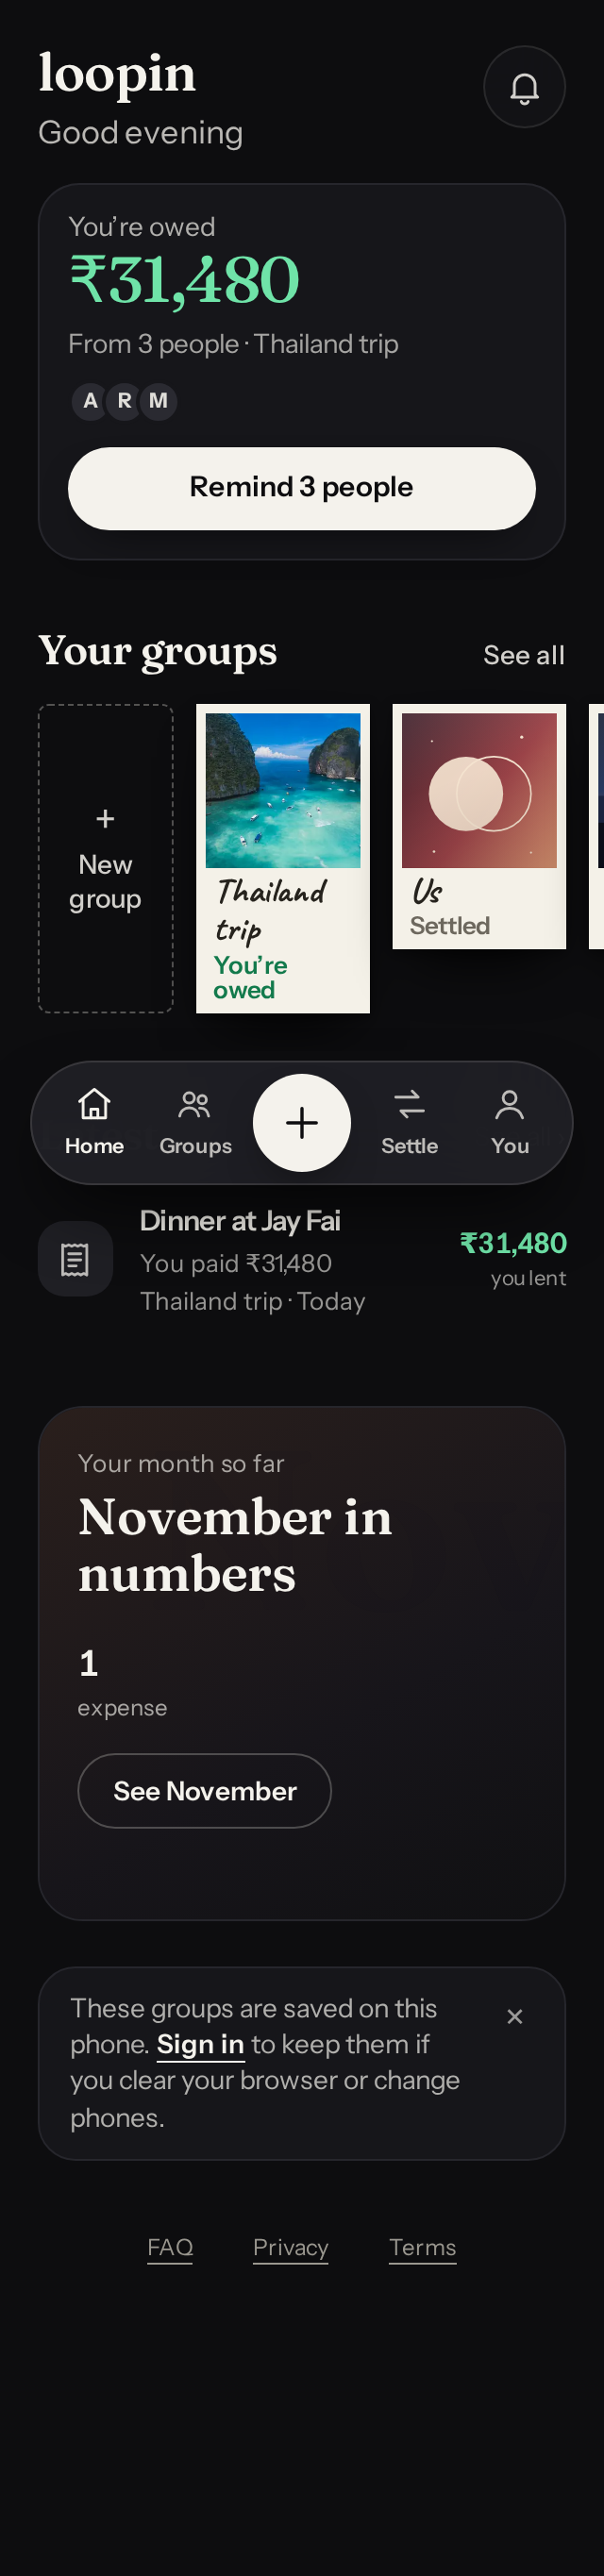 loopin
Good evening
You’re owed
₹31,480
From 3 people · Thailand trip
A R M
Remind 3 people
Your groups
See all
+
New
group
Thailand
trip
You’re
owed
Us
Settled
Home
Groups
Settle
You
Dinner at Jay Fai
You paid ₹31,480
Thailand trip · Today
₹31,480
you lent
Your month so far
November in
numbers
1
expense
See November
These groups are saved on this
phone. Sign in to keep them if
you clear your browser or change
phones.
×
FAQ
Privacy
Terms